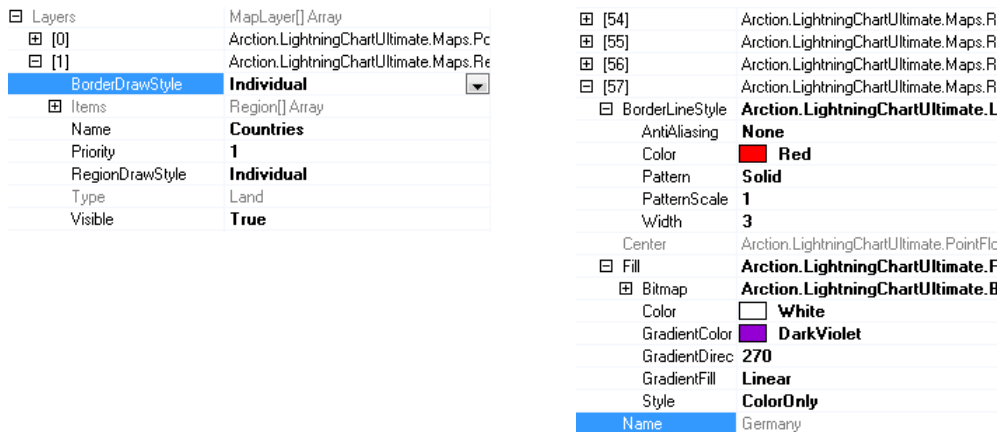 Layers MapLayer[] Array
[0] Arction.LightningChartUltimate.Maps.Po
[1] Arction.LightningChartUltimate.Maps.Re
BorderDrawStyle Individual
Items Region[] Array
Name Countries
Priority 1
RegionDrawStyle Individual
Type Land
Visible True
[54] Arction.LightningChartUltimate.Maps.R
[55] Arction.LightningChartUltimate.Maps.R
[56] Arction.LightningChartUltimate.Maps.R
[57] Arction.LightningChartUltimate.Maps.R
BorderLineStyle Arction.LightningChartUltimate.L
AntiAliasing None
Color Red
Pattern Solid
PatternScale 1
Width 3
Center Arction.LightningChartUltimate.PointFlo
Fill Arction.LightningChartUltimate.F
Bitmap Arction.LightningChartUltimate.B
Color White
GradientColor DarkViolet
GradientDirec 270
GradientFill Linear
Style ColorOnly
Name Germany